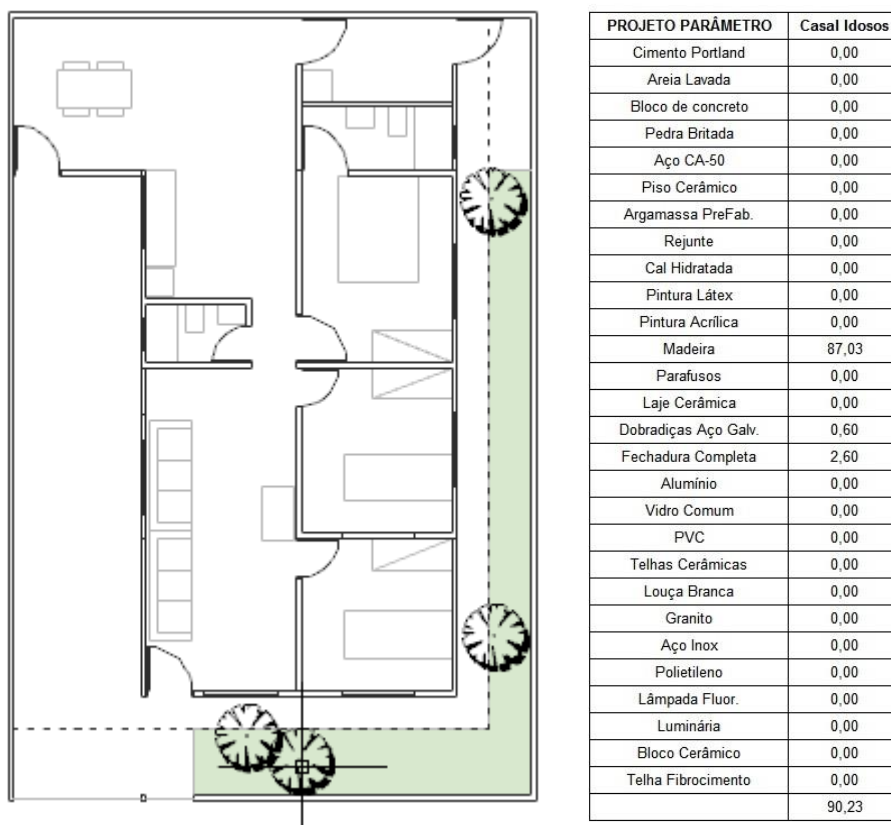 PROJETO PARÂMETRO Casal Idosos
Cimento Portland 0,00
Areia Lavada 0,00
Bloco de concreto 0,00
Pedra Britada 0,00
Aço CA-50 0,00
Piso Cerâmico 0,00
Argamassa PreFab. 0,00
Rejunte 0,00
Cal Hidratada 0,00
Pintura Látex 0,00
Pintura Acrílica 0,00
Madeira 87,03
Parafusos 0,00
Laje Cerâmica 0,00
Dobradiças Aço Galv. 0,60
Fechadura Completa 2,60
Alumínio 0,00
Vidro Comum 0,00
PVC 0,00
Telhas Cerâmicas 0,00
Louça Branca 0,00
Granito 0,00
Aço Inox 0,00
Polietileno 0,00
Lâmpada Fluor. 0,00
Luminária 0,00
Bloco Cerâmico 0,00
Telha Fibrocimento 0,00
90,23